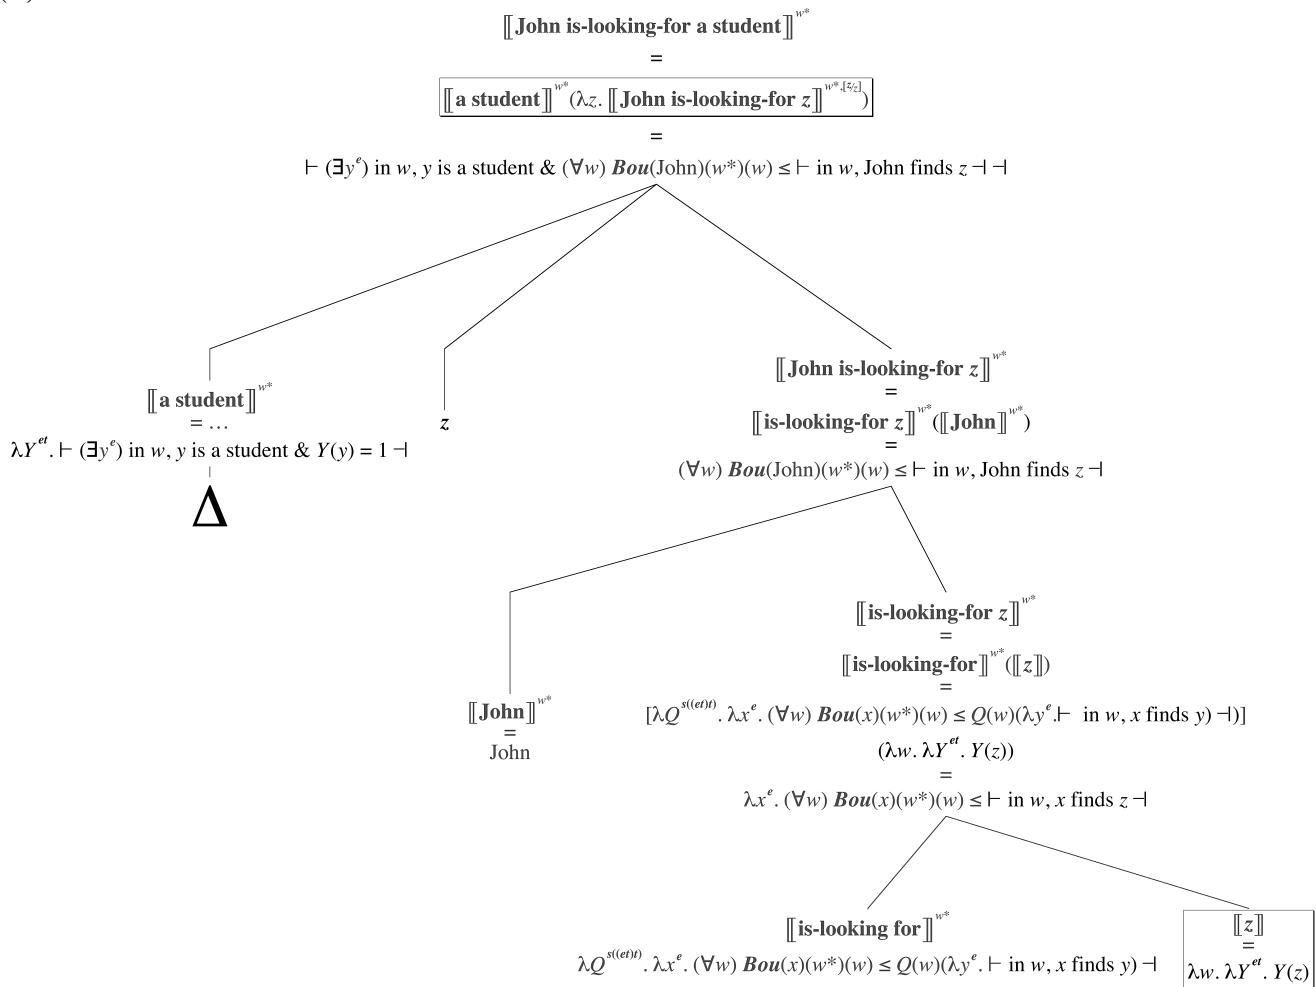 ⟦John is-looking-for a student⟧^w*
=
⟦a student⟧^w*(λz. ⟦John is-looking-for z⟧^w*,[z/z])
=
⊢ (∃y^e) in w, y is a student & (∀w) Bou(John)(w*)(w) ≤ ⊢ in w, John finds z ⊣ ⊣
⟦a student⟧^w*
= …
λY^et. ⊢ (∃y^e) in w, y is a student & Y(y) = 1 ⊣
Δ
z
⟦John is-looking-for z⟧^w*
=
⟦is-looking-for z⟧^w*(⟦John⟧^w*)
=
(∀w) Bou(John)(w*)(w) ≤ ⊢ in w, John finds z ⊣
⟦John⟧^w*
=
John
⟦is-looking-for z⟧^w*
=
⟦is-looking-for⟧^w*(⟦z⟧)
=
[λQ^s((et)t). λx^e. (∀w) Bou(x)(w*)(w) ≤ Q(w)(λy^e.⊢ in w, x finds y) ⊣)]
(λw. λY^et. Y(z))
=
λx^e. (∀w) Bou(x)(w*)(w) ≤ ⊢ in w, x finds z ⊣
⟦is-looking for⟧^w*
λQ^s((et)t). λx^e. (∀w) Bou(x)(w*)(w) ≤ Q(w)(λy^e. ⊢ in w, x finds y) ⊣
⟦z⟧
=
λw. λY^et. Y(z)